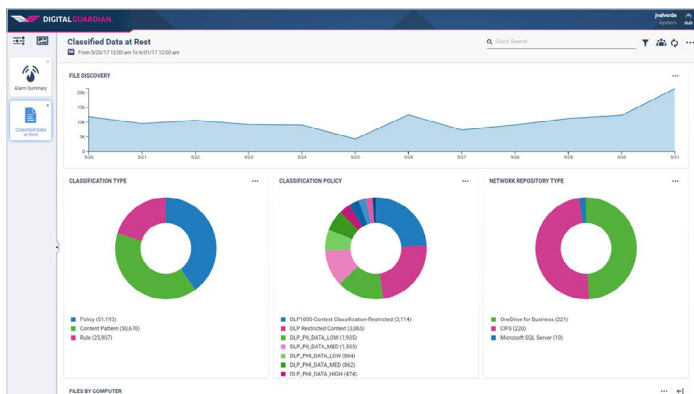 DIGITAL GUARDIAN
jvalverde
system
Classified Data at Rest
From 5/20/17 12:00 am To 6/01/17 12:00 am
Quick Search
Alarm Summary
Classified Data
at Rest
FILE DISCOVERY
20k
15k
10k
5k
0
5/20
5/21
5/22
5/23
5/24
5/25
5/26
5/27
5/28
5/29
5/30
5/31
CLASSIFICATION TYPE
Policy (51,193)
Content Pattern (50,670)
Rule (25,907)
CLASSIFICATION POLICY
DLP1000-Context Classification-Restricted (3,114)
DLP Restricted Context (3,065)
DLP_PII_DATA_LOW (1,935)
DLP_PII_DATA_MED (1,503)
DLP_PHI_DATA_LOW (864)
DLP_PHI_DATA_MED (862)
DLP_PHI_DATA_HIGH (474)
NETWORK REPOSITORY TYPE
OneDrive for Business (221)
CIFS (220)
Microsoft SQL Server (10)
FILES BY COMPUTER